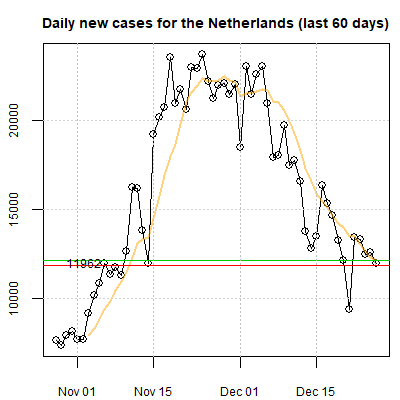 Daily new cases for the Netherlands (last 60 days)
20000
15000
10000
11962
Nov 01 Nov 15 Dec 01 Dec 15